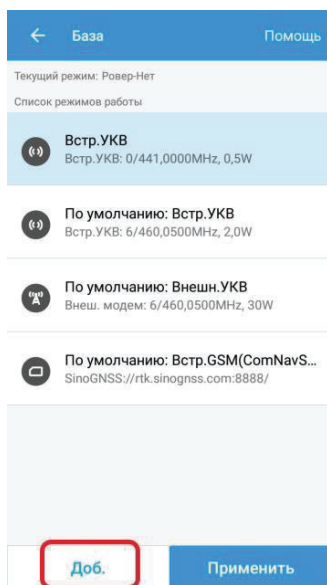 База
Помощь
Текущий режим: Ровер-Нет
Список режимов работы
Встр.УКВ
Встр.УКВ: 0/441,0000MHz, 0,5W
По умолчанию: Встр.УКВ
Встр.УКВ: 6/460,0500MHz, 2,0W
По умолчанию: Внешн.УКВ
Внеш. модем: 6/460,0500MHz, 30W
По умолчанию: Встр.GSM(ComNavS...
SinoGNSS://rtk.sinognss.com:8888/
Доб.
Применить